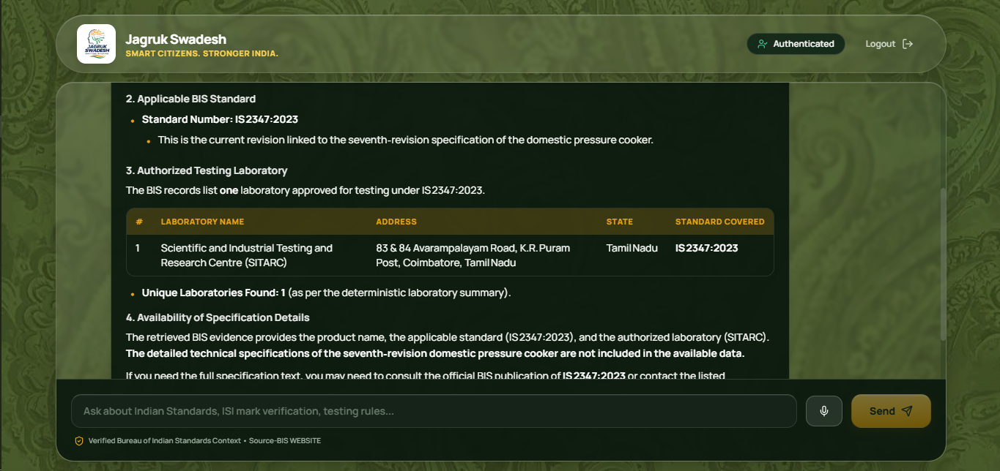 JAGRUK
SWADESH
Jagruk Swadesh
SMART CITIZENS. STRONGER INDIA.
Authenticated
Logout
2. Applicable BIS Standard
• Standard Number: IS 2347:2023
• This is the current revision linked to the seventh-revision specification of the domestic pressure cooker.
3. Authorized Testing Laboratory
The BIS records list one laboratory approved for testing under IS 2347:2023.
# LABORATORY NAME ADDRESS STATE STANDARD COVERED
1 Scientific and Industrial Testing and 83 & 84 Avarampalayam Road, K.R. Puram Tamil Nadu IS 2347:2023
Research Centre (SITARC) Post, Coimbatore, Tamil Nadu
• Unique Laboratories Found: 1 (as per the deterministic laboratory summary).
4. Availability of Specification Details
The retrieved BIS evidence provides the product name, the applicable standard (IS 2347:2023), and the authorized laboratory (SITARC).
The detailed technical specifications of the seventh-revision domestic pressure cooker are not included in the available data.
If you need the full specification text, you may need to consult the official BIS publication of IS 2347:2023 or contact the listed
Ask about Indian Standards, ISI mark verification, testing rules...
Send
Verified Bureau of Indian Standards Context • Source-BIS WEBSITE